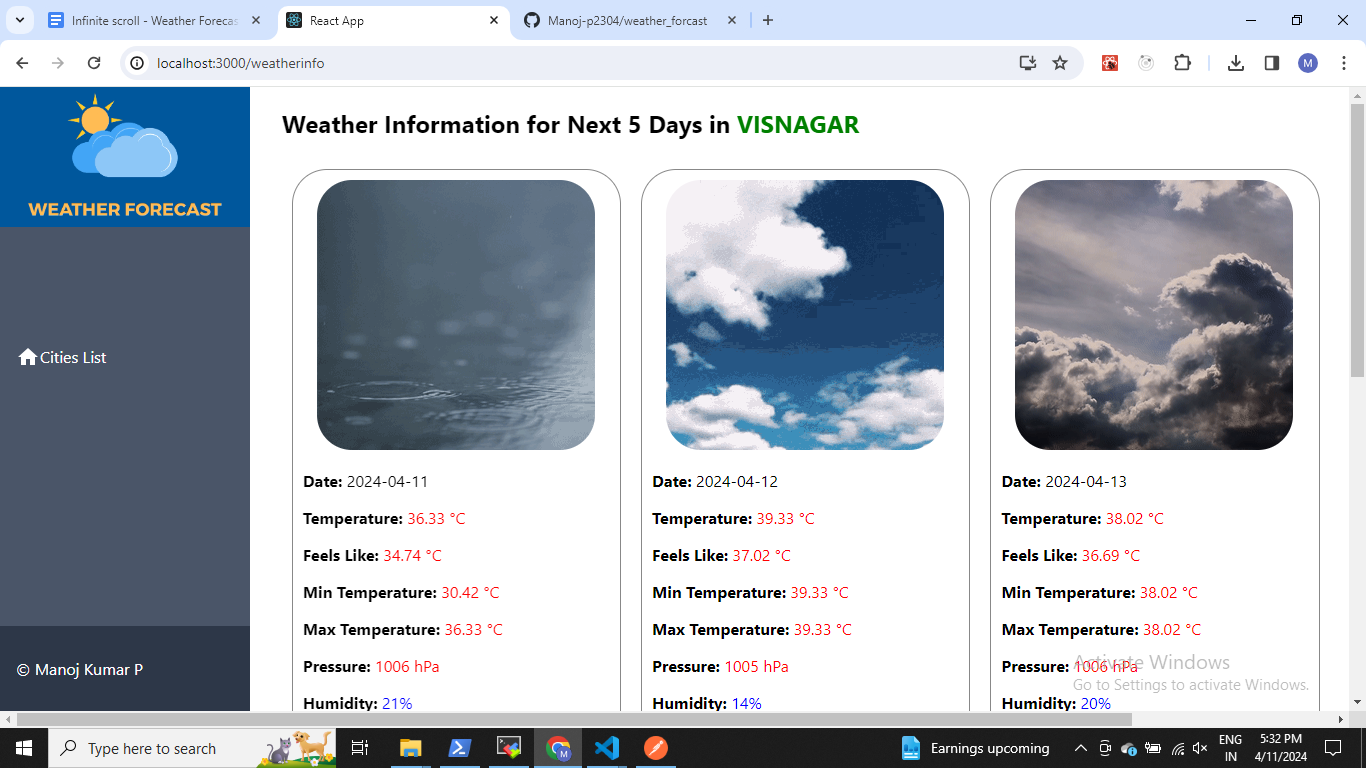 Infinite scroll - Weather Forecas
React App
Manoj-p2304/weather_forcast
localhost:3000/weatherinfo
M
WEATHER FORECAST
Cities List
© Manoj Kumar P
Weather Information for Next 5 Days in VISNAGAR
Date: 2024-04-11
Temperature: 36.33 °C
Feels Like: 34.74 °C
Min Temperature: 30.42 °C
Max Temperature: 36.33 °C
Pressure: 1006 hPa
Humidity: 21%
Date: 2024-04-12
Temperature: 39.33 °C
Feels Like: 37.02 °C
Min Temperature: 39.33 °C
Max Temperature: 39.33 °C
Pressure: 1005 hPa
Humidity: 14%
Date: 2024-04-13
Temperature: 38.02 °C
Feels Like: 36.69 °C
Min Temperature: 38.02 °C
Max Temperature: 38.02 °C
Pressure: 1006 hPa
Humidity: 20%
Activate Windows
Go to Settings to activate Windows.
Type here to search
M
Earnings upcoming
ENG
IN
5:32 PM
4/11/2024